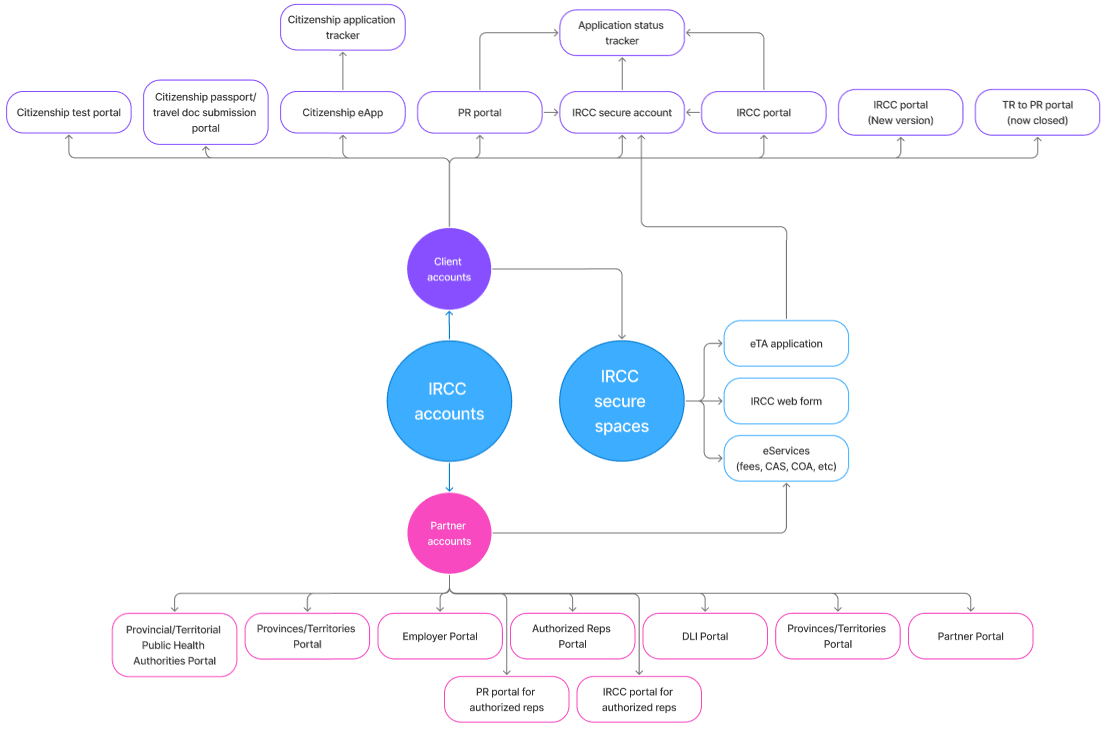 Citizenship application
tracker
Application status
tracker
Citizenship test portal
Citizenship passport/
travel doc submission
portal
Citizenship eApp
PR portal
IRCC secure account
IRCC portal
IRCC portal
(New version)
TR to PR portal
(now closed)
Client
accounts
IRCC
accounts
IRCC
secure
spaces
eTA application
IRCC web form
eServices
(fees, CAS, COA, etc)
Partner
accounts
Provincial/Territorial
Public Health
Authorities Portal
Provinces/Territories
Portal
Employer Portal
Authorized Reps
Portal
DLI Portal
Provinces/Territories
Portal
Partner Portal
PR portal for
authorized reps
IRCC portal for
authorized reps